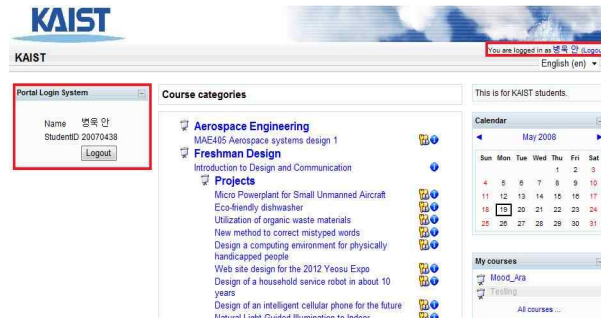 KAIST
You are logged in as 병욱 안 (Logou
KAIST
English (en)
Portal Login System
Name 병욱 안
StudentID 20070438
Logout
Course categories
Aerospace Engineering
MAE405 Aerospace systems design 1
Freshman Design
Introduction to Design and Communication
Projects
Micro Powerplant for Small Unmanned Aircraft
Eco-friendly dishwasher
Utilization of organic waste materials
New method to correct mistyped words
Design a computing environment for physically
handicapped people
Web site design for the 2012 Yeosu Expo
Design of a household service robot in about 10
years
Design of an intelligent cellular phone for the future
Natural Light Guided Illumination to Indoor
This is for KAIST students.
Calendar
May 2008
Sun Mon Tue Wed Thu Fri Sat
1 2 3
4 5 6 7 8 9 10
11 12 13 14 15 16 17
18 19 20 21 22 23 24
25 26 27 28 29 30 31
My courses
Mood_Ara
Testing
All courses ...